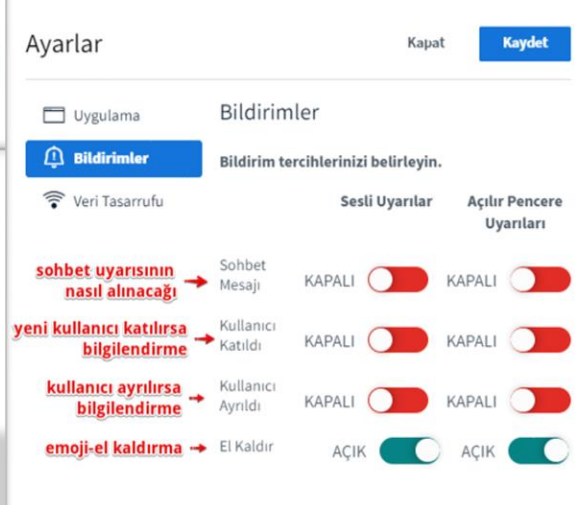 Ayarlar
Kapat
Kaydet
Uygulama
Bildirimler
Veri Tasarrufu
Bildirimler
Bildirim tercihlerinizi belirleyin.
Sesli Uyarılar
Açılır Pencere
Uyarıları
sohbet uyarısının
nasıl alınacağı
Sohbet
Mesajı
KAPALI
KAPALI
yeni kullanıcı katılırsa
bilgilendirme
Kullanıcı
Katıldı
KAPALI
KAPALI
kullanıcı ayrılırsa
bilgilendirme
Kullanıcı
Ayrıldı
KAPALI
KAPALI
emoji-el kaldırma
El Kaldır
AÇIK
AÇIK